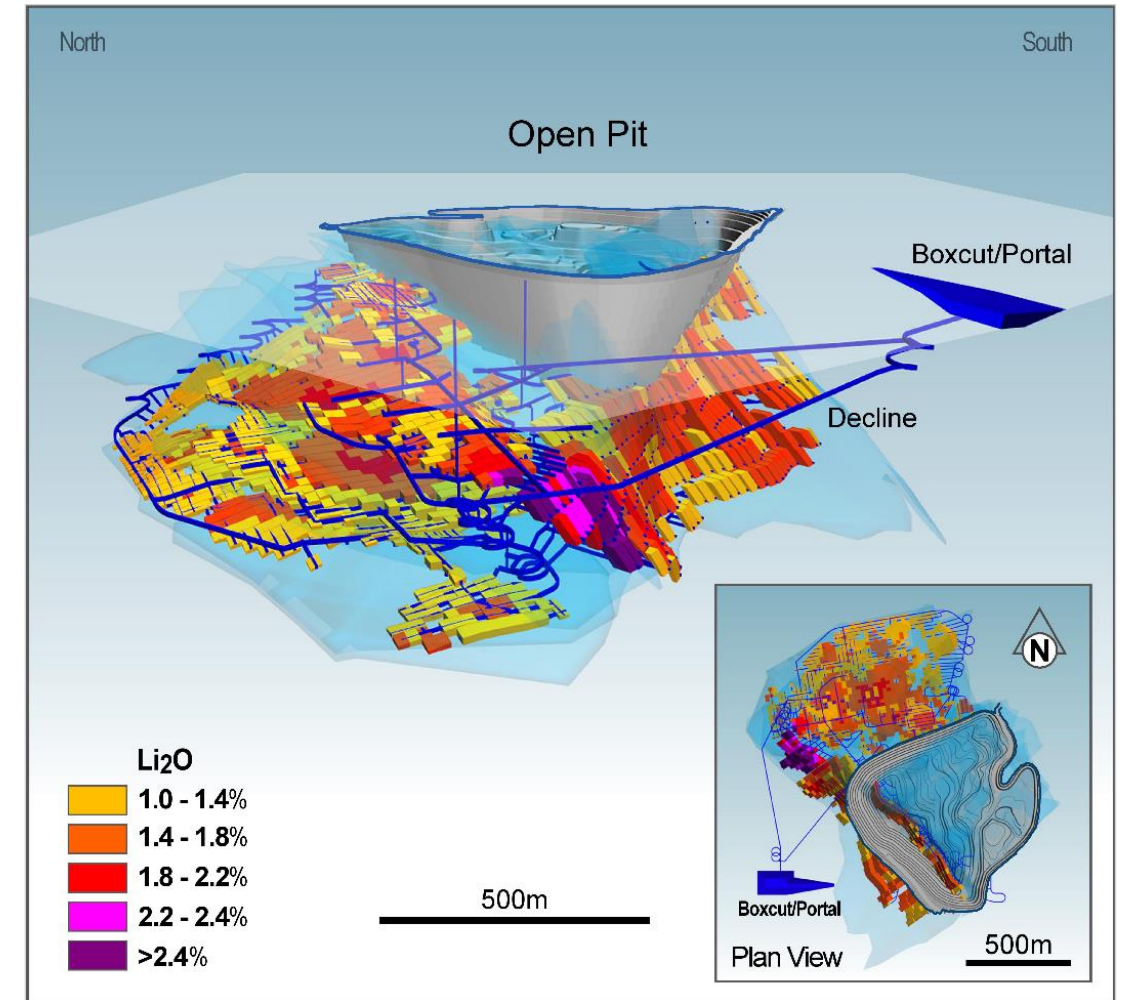 North
South
Open Pit
Boxcut/Portal
Decline
Li2O
1.0 - 1.4%
1.4 - 1.8%
1.8 - 2.2%
2.2 - 2.4%
>2.4%
500m
N
Boxcut/Portal
Plan View
500m